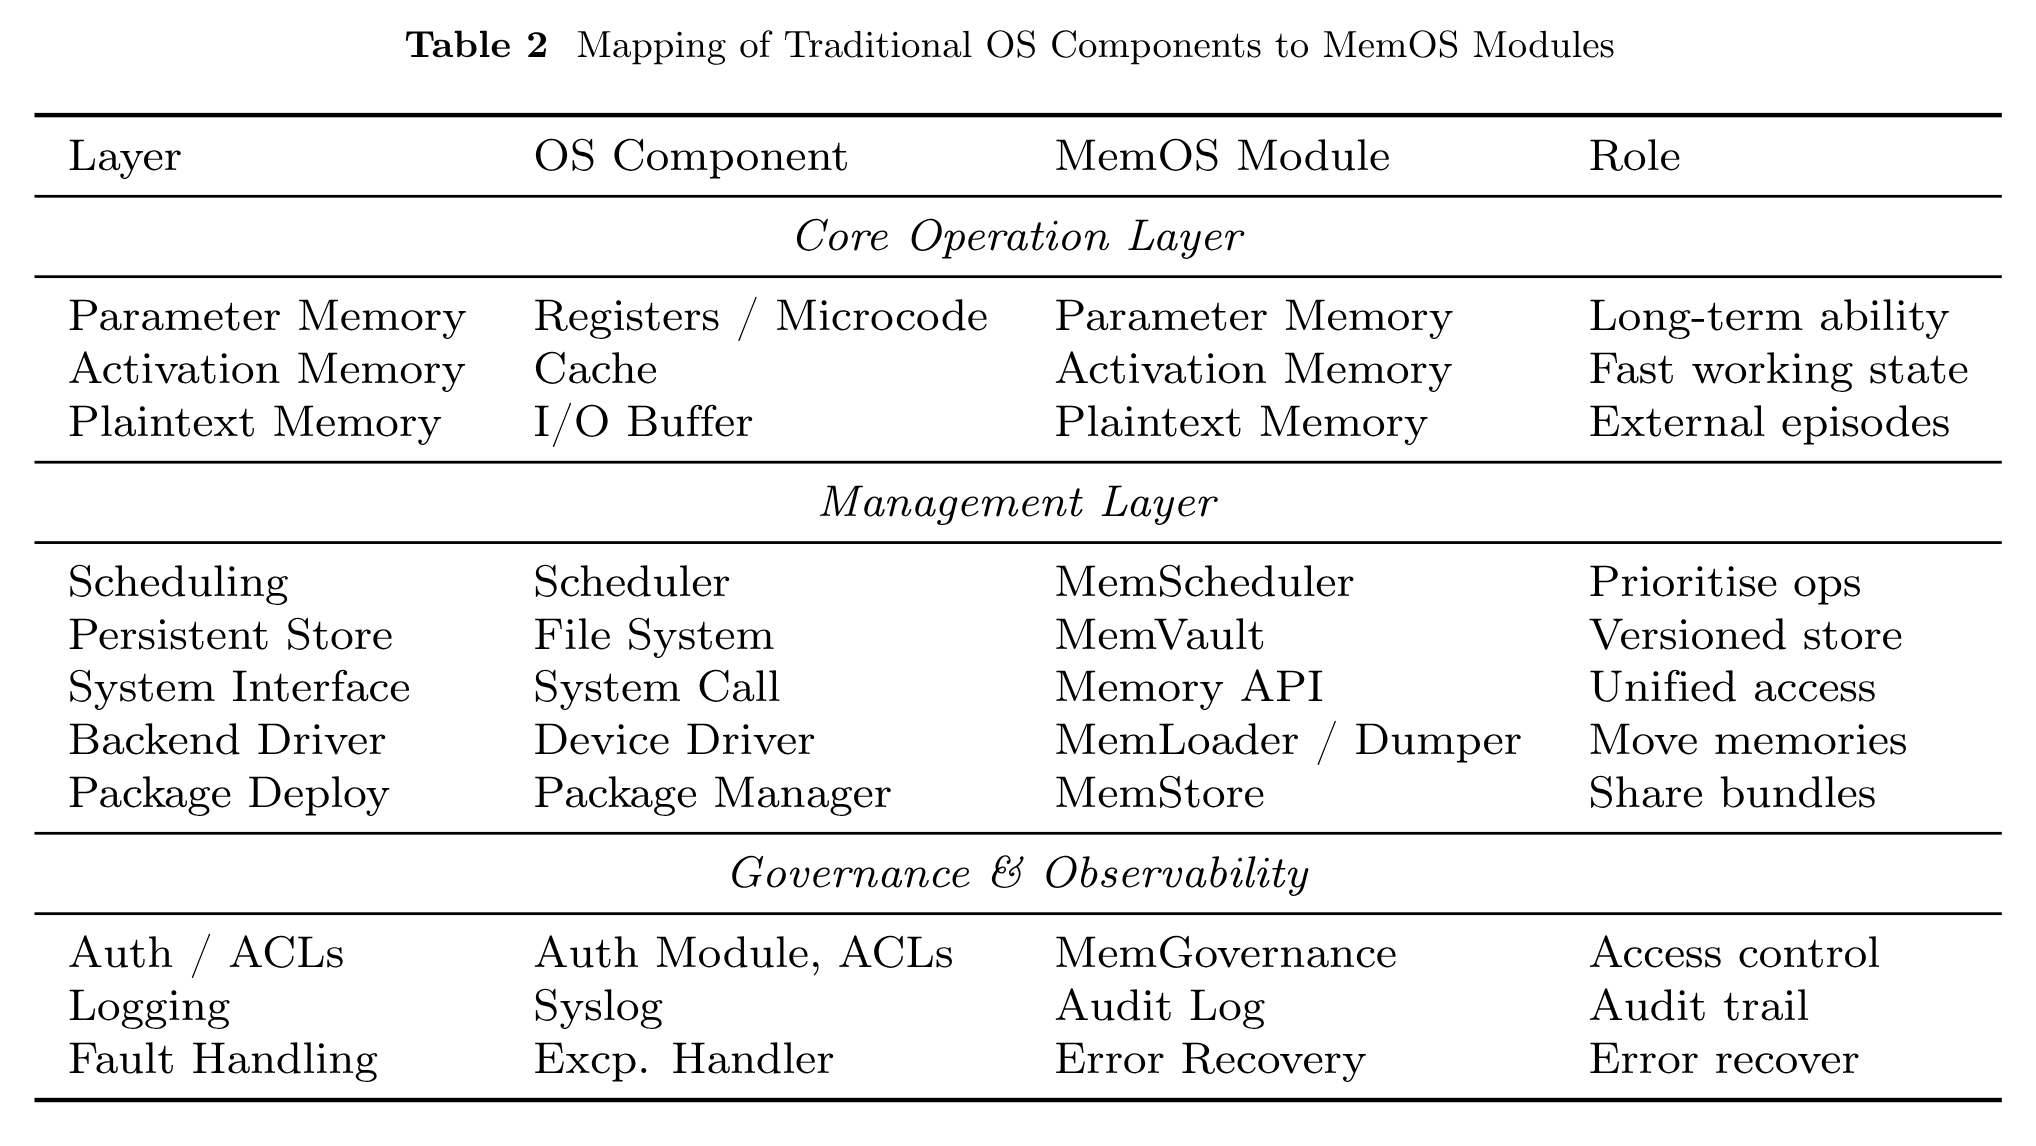 Table 2 Mapping of Traditional OS Components to MemOS Modules
Layer OS Component MemOS Module Role
Core Operation Layer
Parameter Memory Registers / Microcode Parameter Memory Long-term ability
Activation Memory Cache Activation Memory Fast working state
Plaintext Memory I/O Buffer Plaintext Memory External episodes
Management Layer
Scheduling Scheduler MemScheduler Prioritise ops
Persistent Store File System MemVault Versioned store
System Interface System Call Memory API Unified access
Backend Driver Device Driver MemLoader / Dumper Move memories
Package Deploy Package Manager MemStore Share bundles
Governance & Observability
Auth / ACLs Auth Module, ACLs MemGovernance Access control
Logging Syslog Audit Log Audit trail
Fault Handling Excp. Handler Error Recovery Error recover